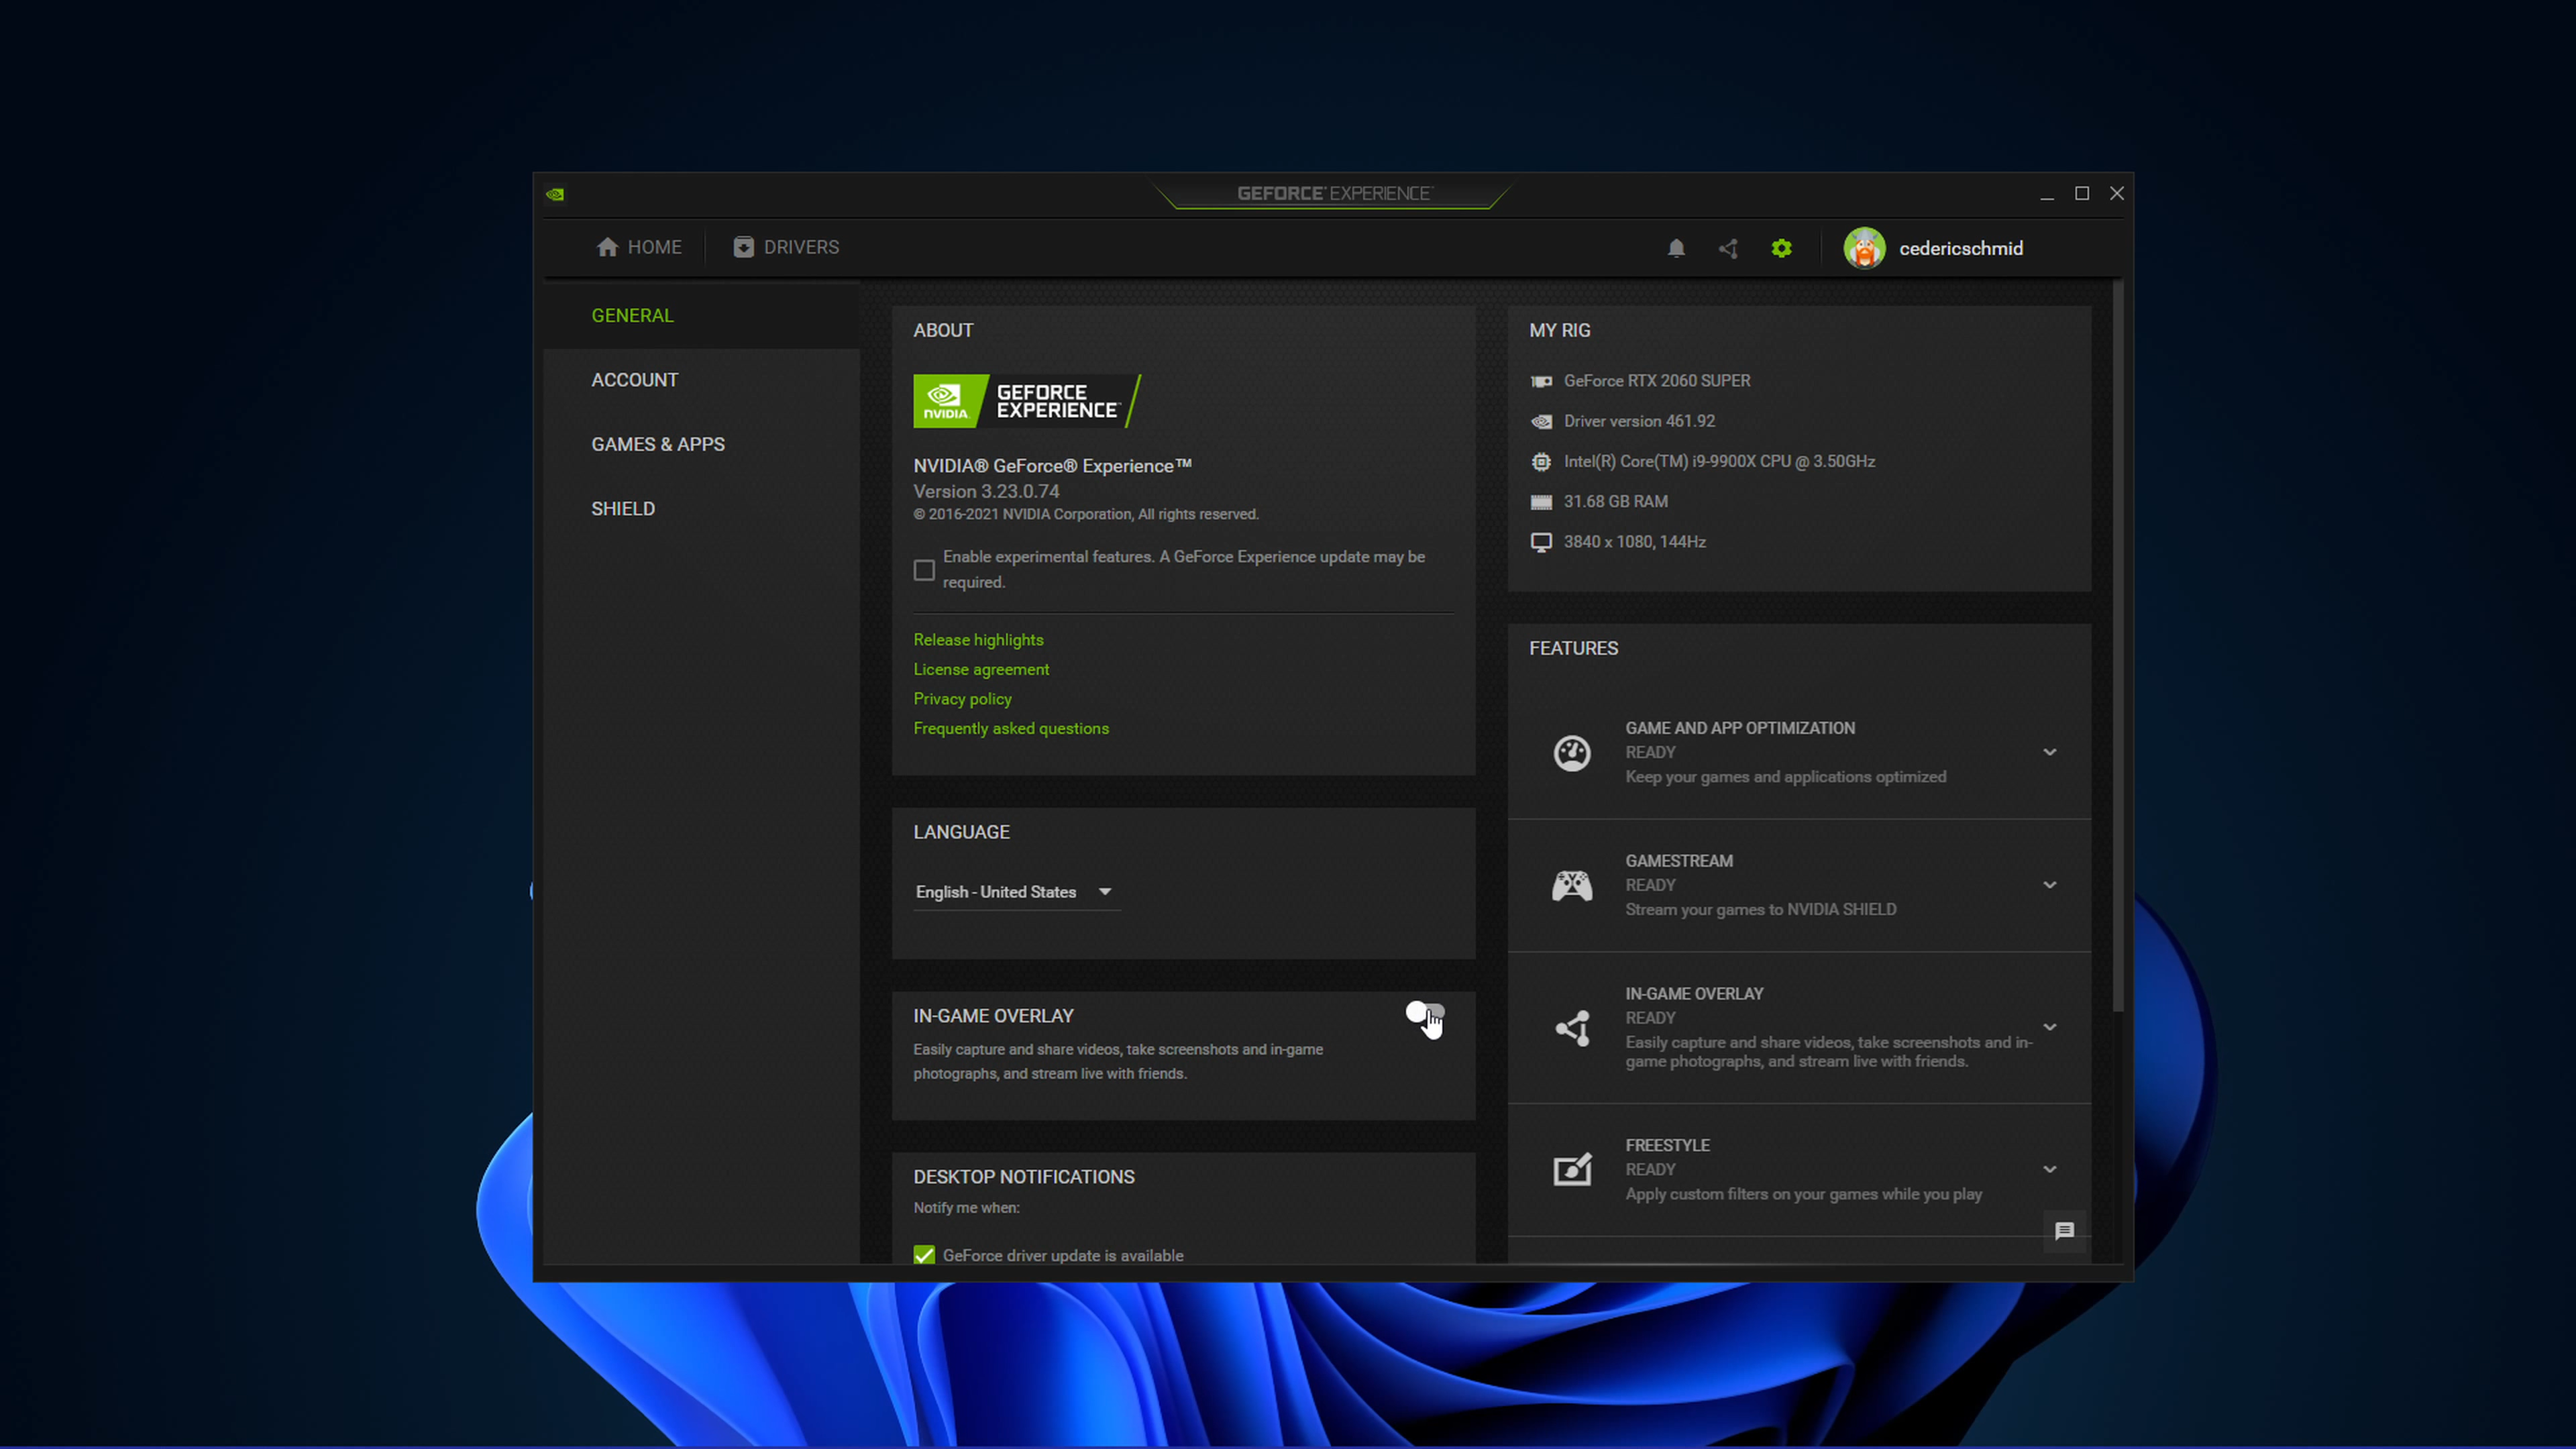 GEFORCE EXPERIENCE
HOME
DRIVERS
cedericschmid
GENERAL
ACCOUNT
GAMES & APPS
SHIELD
ABOUT
NVIDIA
GEFORCE
EXPERIENCE™
NVIDIA® GeForce® Experience™
Version 3.23.0.74
© 2016-2021 NVIDIA Corporation, All rights reserved.
Enable experimental features. A GeForce Experience update may be
required.
Release highlights
License agreement
Privacy policy
Frequently asked questions
LANGUAGE
English - United States
IN-GAME OVERLAY
Easily capture and share videos, take screenshots and in-game
photographs, and stream live with friends.
DESKTOP NOTIFICATIONS
Notify me when:
GeForce driver update is available
MY RIG
GeForce RTX 2060 SUPER
Driver version 461.92
Intel(R) Core(TM) i9-9900X CPU @ 3.50GHz
31.68 GB RAM
3840 x 1080, 144Hz
FEATURES
GAME AND APP OPTIMIZATION
READY
Keep your games and applications optimized
GAMESTREAM
READY
Stream your games to NVIDIA SHIELD
IN-GAME OVERLAY
READY
Easily capture and share videos, take screenshots and in-
game photographs, and stream live with friends.
FREESTYLE
READY
Apply custom filters on your games while you play